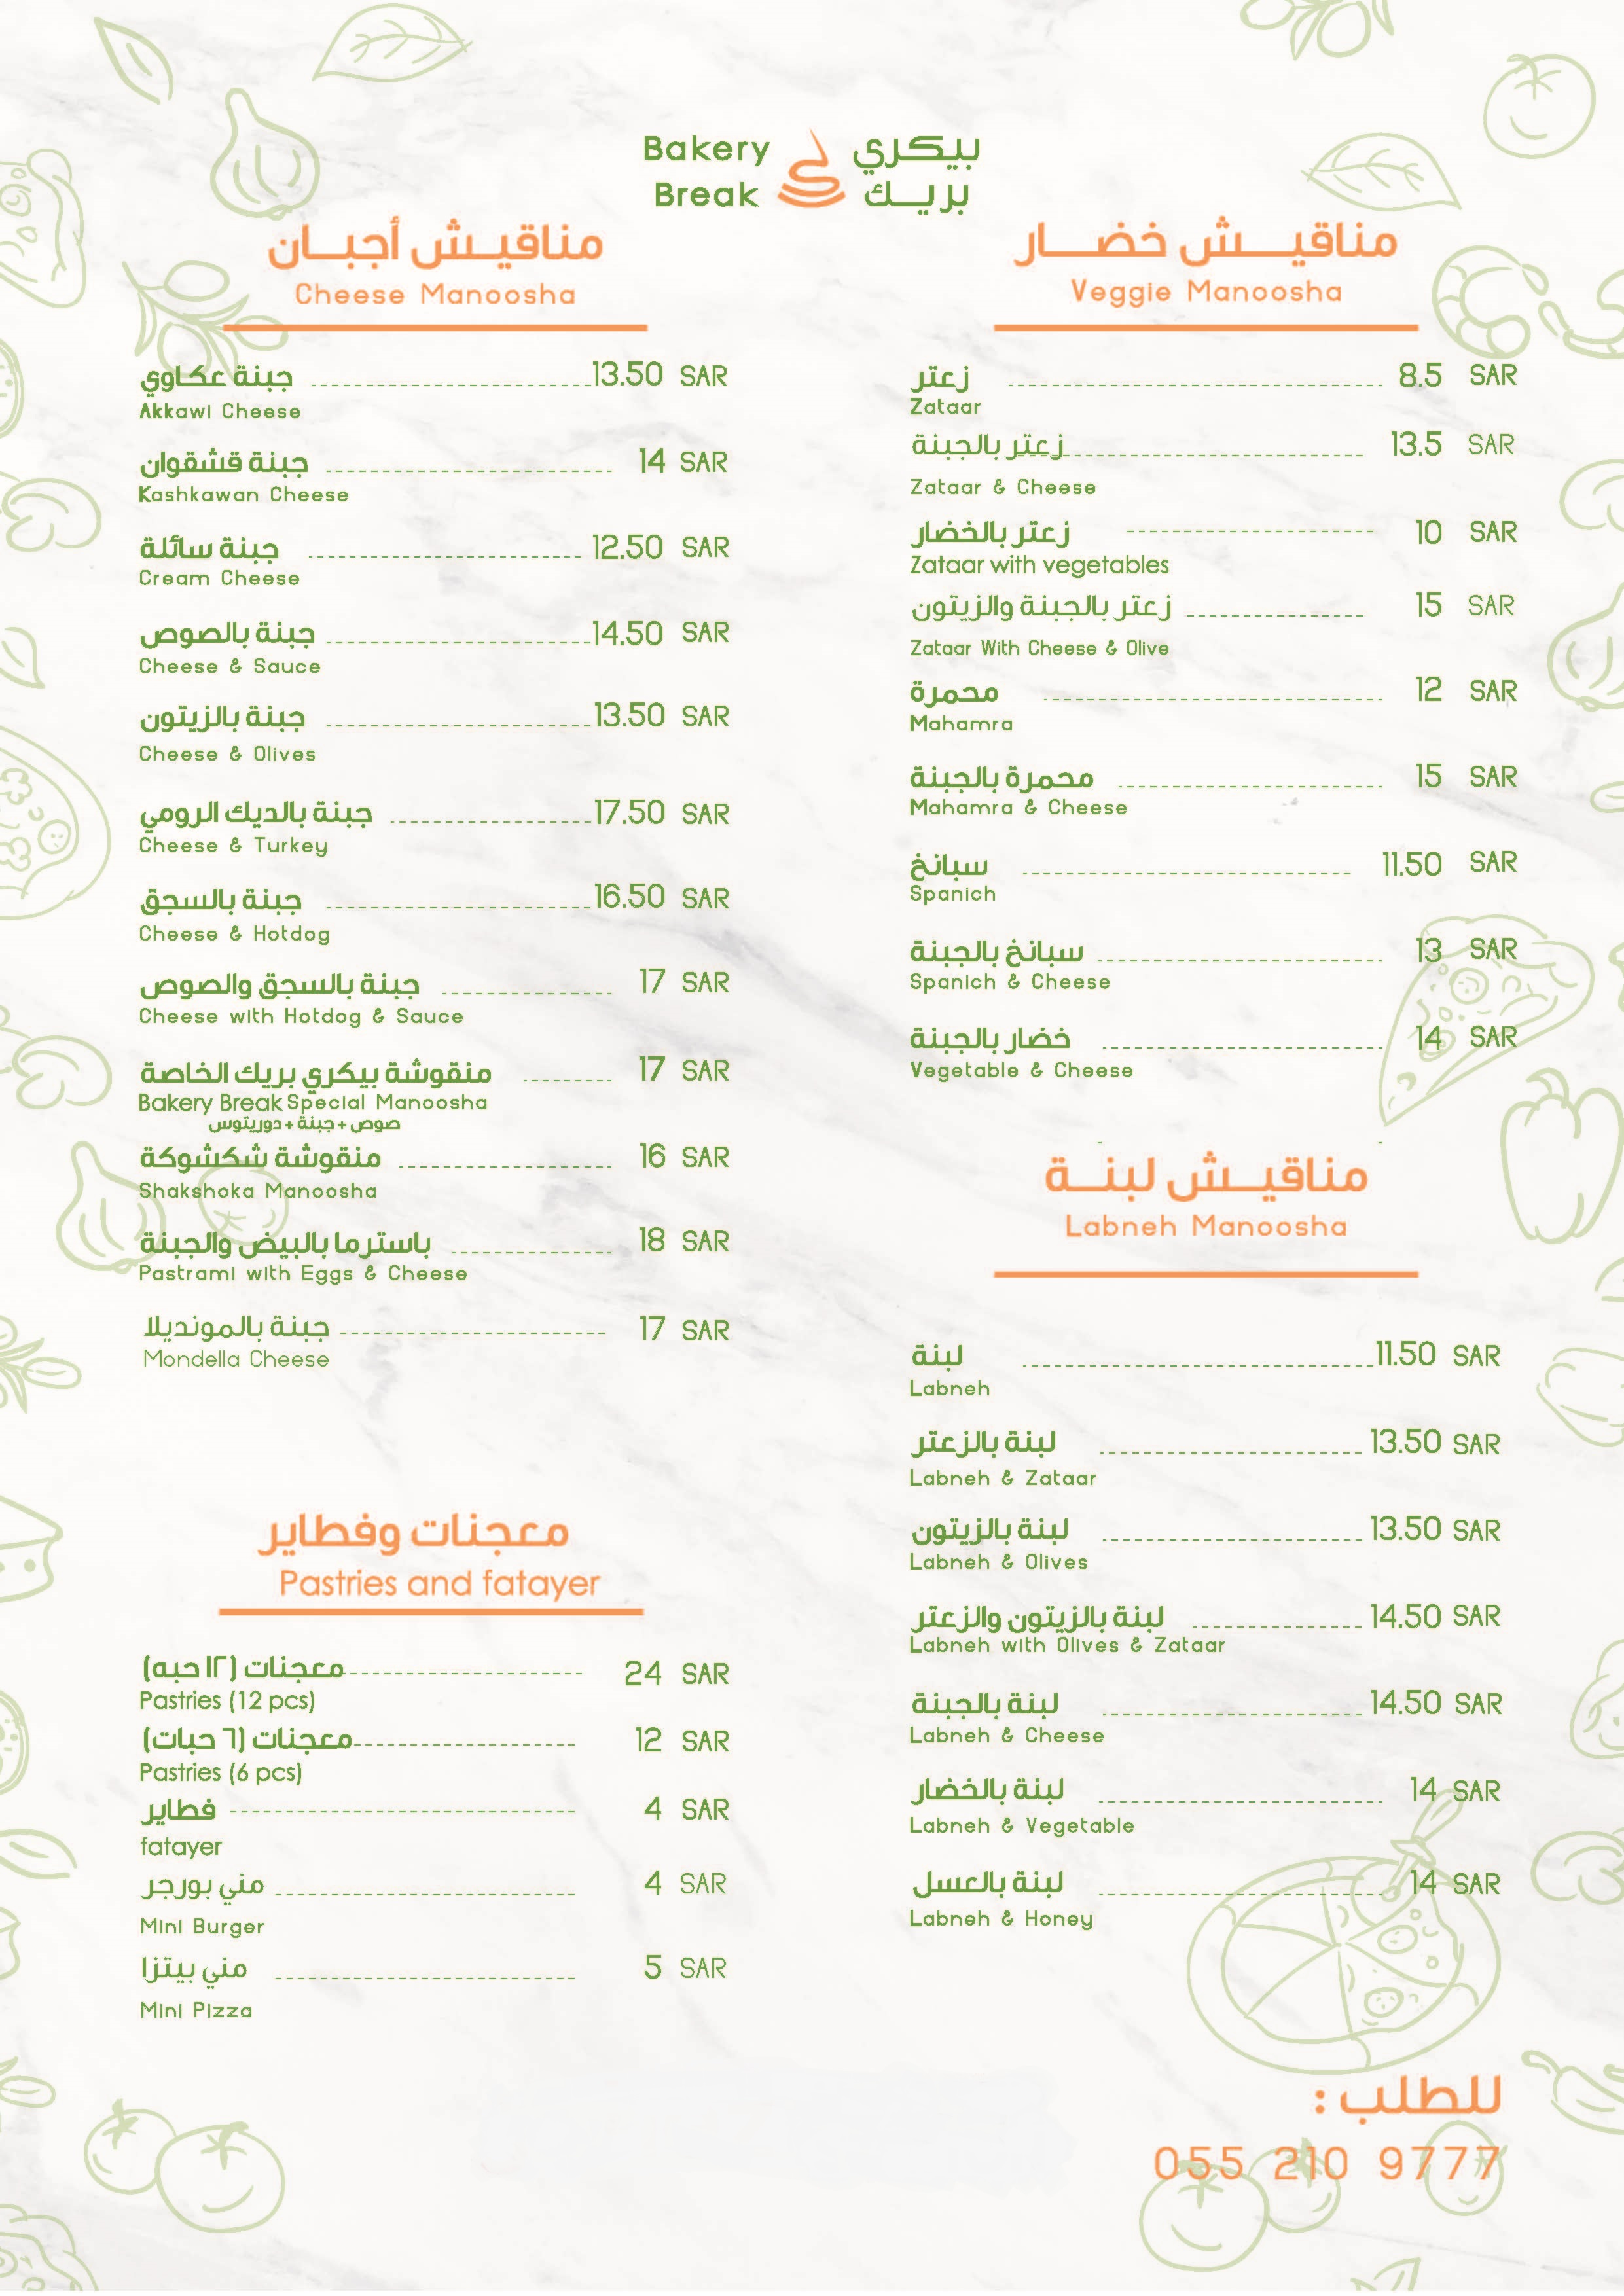 Bakery
Break
بيكري
بريك
مناقيش أجبان
Cheese Manoosha
جبنة عكاوي 13.50 SAR
Akkawi Cheese
جبنة قشقوان 14 SAR
Kashkawan Cheese
جبنة سائلة 12.50 SAR
Cream Cheese
جبنة بالصوص 14.50 SAR
Cheese & Sauce
جبنة بالزيتون 13.50 SAR
Cheese & Olives
جبنة بالديك الرومي 17.50 SAR
Cheese & Turkey
جبنة بالسجق 16.50 SAR
Cheese & Hotdog
جبنة بالسجق والصوص 17 SAR
Cheese with Hotdog & Sauce
منقوشة بيكري بريك الخاصة 17 SAR
Bakery Break Special Manoosha
صوص+جبنة+دوريتوس
منقوشة شكشوكة 16 SAR
Shakshoka Manoosha
باسترما بالبيض والجبنة 18 SAR
Pastrami with Eggs & Cheese
جبنة بالمونديلا 17 SAR
Mondella Cheese
معجنات وفطاير
Pastries and fatayer
معجنات (١٢ حبه) 24 SAR
Pastries (12 pcs)
معجنات (٦ حبات) 12 SAR
Pastries (6 pcs)
فطاير 4 SAR
fatayer
مني بورجر 4 SAR
Mini Burger
مني بيتزا 5 SAR
Mini Pizza
مناقيش خضار
Veggie Manoosha
زعتر 8.5 SAR
Zataar
زعتر بالجبنة 13.5 SAR
Zataar & Cheese
زعتر بالخضار 10 SAR
Zataar with vegetables
زعتر بالجبنة والزيتون 15 SAR
Zataar With Cheese & Olive
محمرة 12 SAR
Mahamra
محمرة بالجبنة 15 SAR
Mahamra & Cheese
سبانخ 11.50 SAR
Spanich
سبانخ بالجبنة 13 SAR
Spanich & Cheese
خضار بالجبنة 14 SAR
Vegetable & Cheese
مناقيش لبنة
Labneh Manoosha
لبنة 11.50 SAR
Labneh
لبنة بالزعتر 13.50 SAR
Labneh & Zataar
لبنة بالزيتون 13.50 SAR
Labneh & Olives
لبنة بالزيتون والزعتر 14.50 SAR
Labneh with Olives & Zataar
لبنة بالجبنة 14.50 SAR
Labneh & Cheese
لبنة بالخضار 14 SAR
Labneh & Vegetable
لبنة بالعسل 14 SAR
Labneh & Honey
للطلب :
055 210 9777